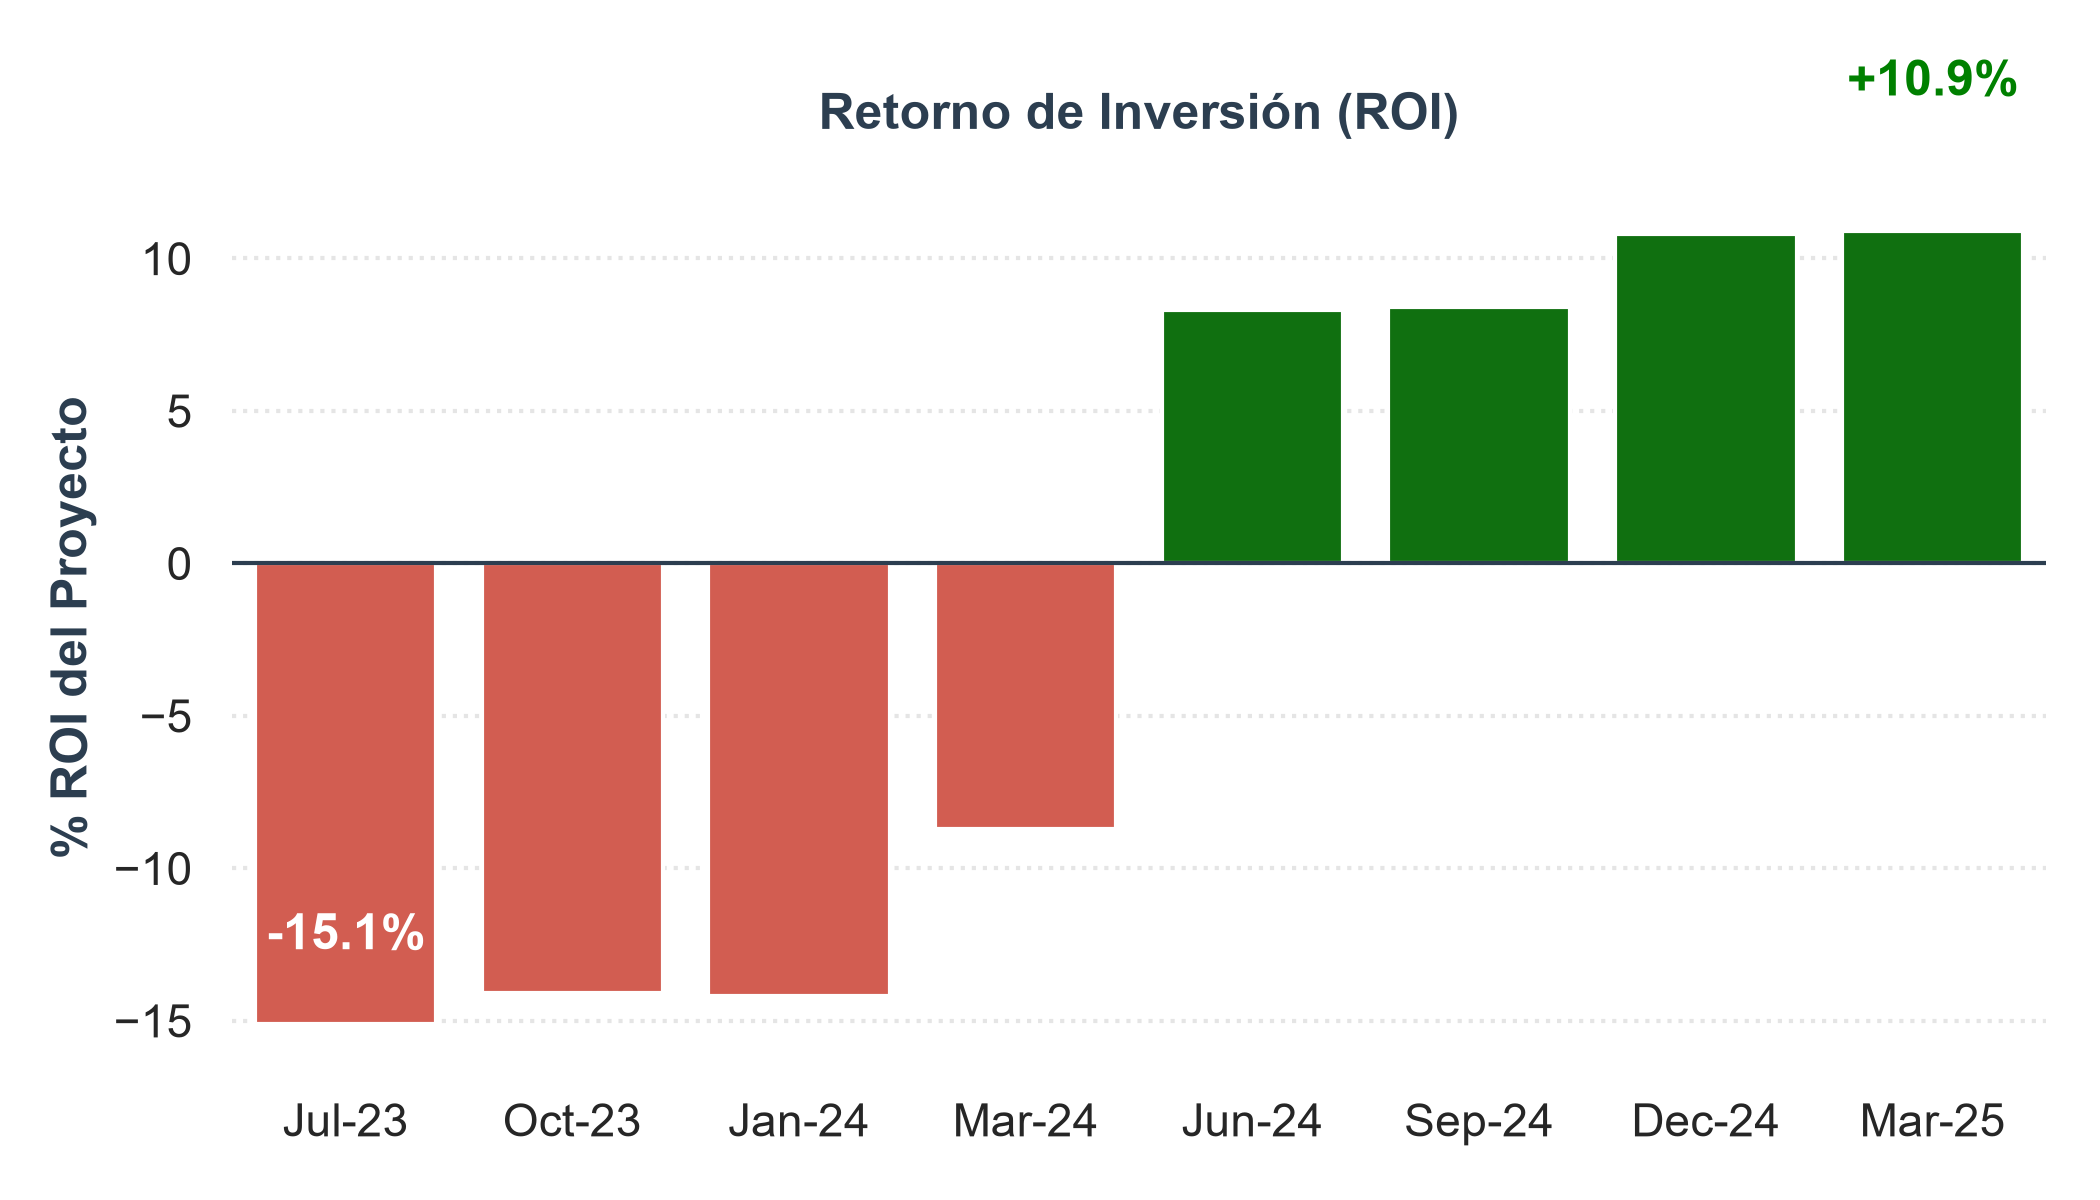 +10.9%
Retorno de Inversión (ROI)
% ROI del Proyecto
10
5
0
−5
−10
−15
-15.1%
Jul-23 Oct-23 Jan-24 Mar-24 Jun-24 Sep-24 Dec-24 Mar-25